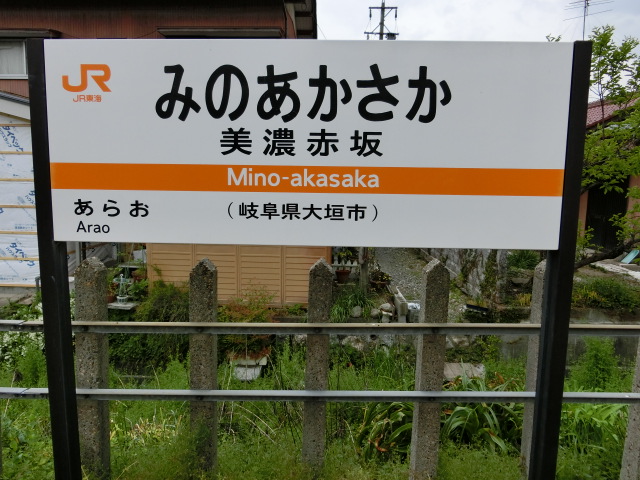 JR
JR東海
みのあかさか
美濃赤坂
Mino-akasaka
あらお
Arao
(岐阜県大垣市)